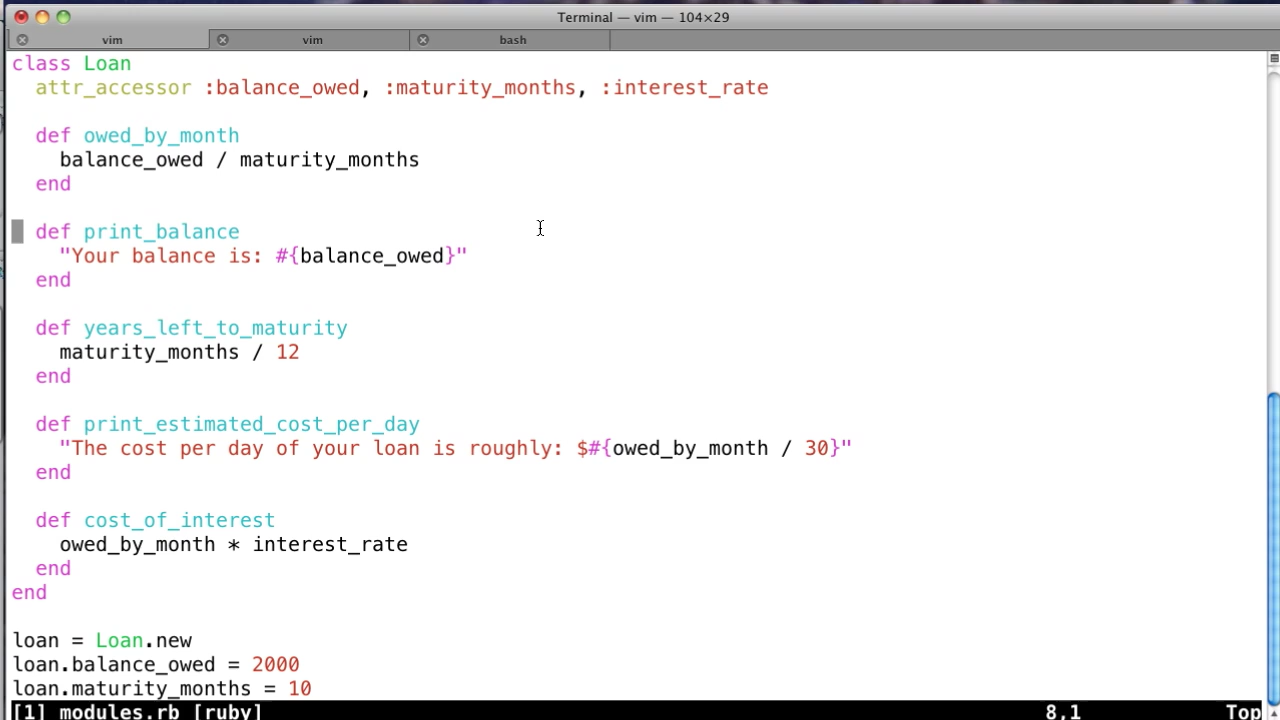 Terminal — vim — 104×29
vim vim bash
class Loan
  attr_accessor :balance_owed, :maturity_months, :interest_rate

  def owed_by_month
    balance_owed / maturity_months
  end

  def print_balance
    "Your balance is: #{balance_owed}"
  end

  def years_left_to_maturity
    maturity_months / 12
  end

  def print_estimated_cost_per_day
    "The cost per day of your loan is roughly: $#{owed_by_month / 30}"
  end

  def cost_of_interest
    owed_by_month * interest_rate
  end
end

loan = Loan.new
loan.balance_owed = 2000
loan.maturity_months = 10
[1] modules.rb [ruby] 8,1 Top